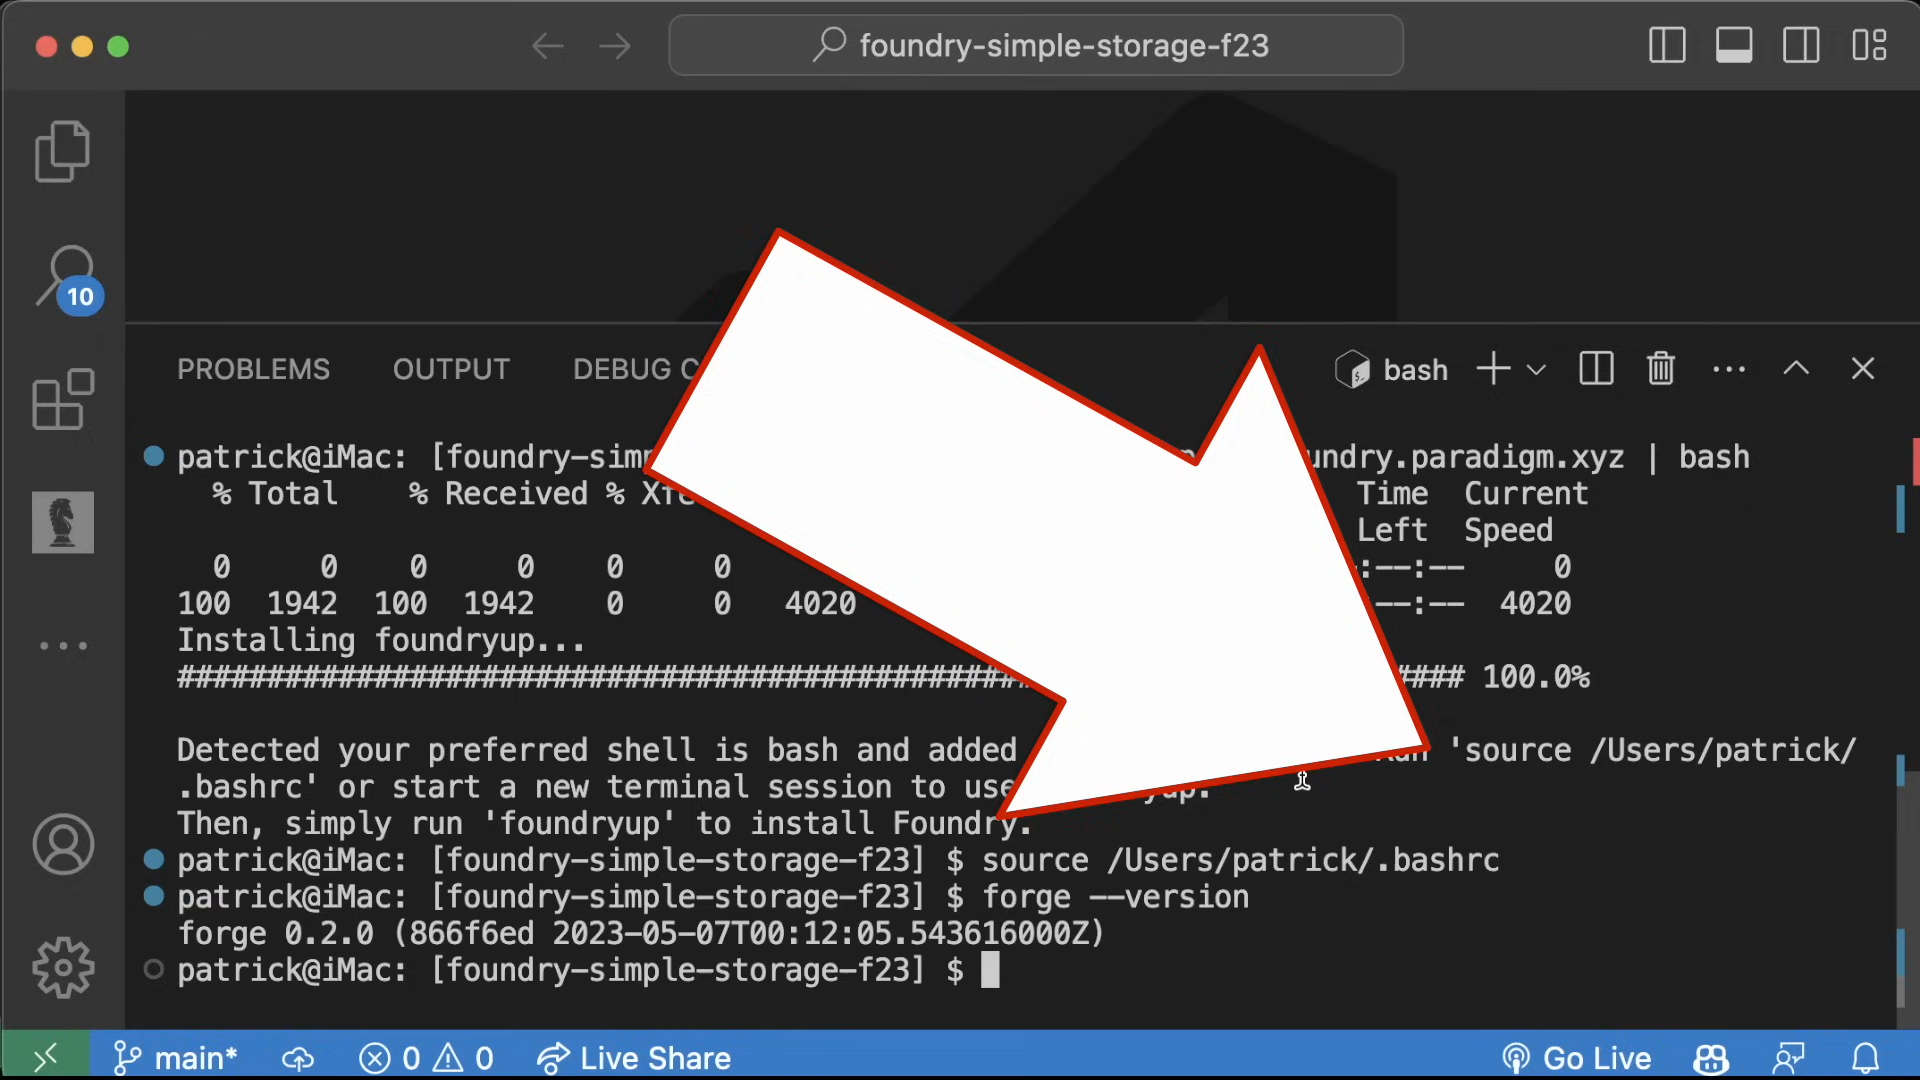 foundry-simple-storage-f23
10
PROBLEMS OUTPUT DEBUG bash
patrick@iMac: [foundry-sim undry.paradigm.xyz | bash
% Total % Received % Xfe Time Current
Left Speed
0 0 0 0 0 0 :--:-- 0
100 1942 100 1942 0 0 4020 --:-- 4020
Installing foundryup...
################################################ #### 100.0%
Detected your preferred shell is bash and added 'source /Users/patrick/
.bashrc' or start a new terminal session to use
Then, simply run 'foundryup' to install Foundry.
patrick@iMac: [foundry-simple-storage-f23] $ source /Users/patrick/.bashrc
patrick@iMac: [foundry-simple-storage-f23] $ forge --version
forge 0.2.0 (866f6ed 2023-05-07T00:12:05.543616000Z)
patrick@iMac: [foundry-simple-storage-f23] $
main* 0 0 Live Share Go Live